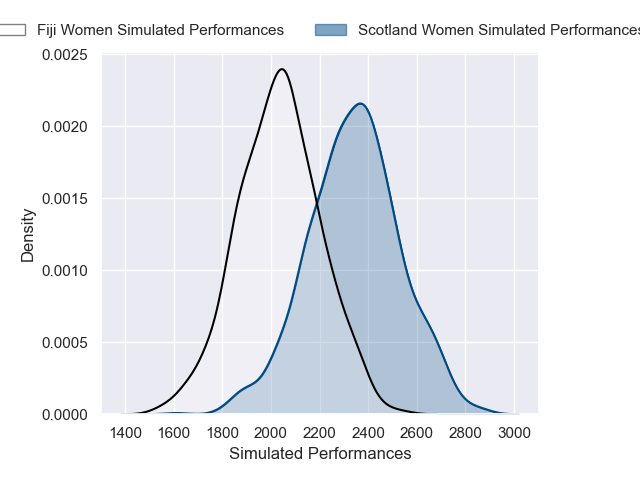 Fiji Women Simulated Performances
Scotland Women Simulated Performances
0.0025
0.0020
0.0015
0.0010
0.0005
0.0000
Density
1400 1600 1800 2000 2200 2400 2600 2800 3000
Simulated Performances